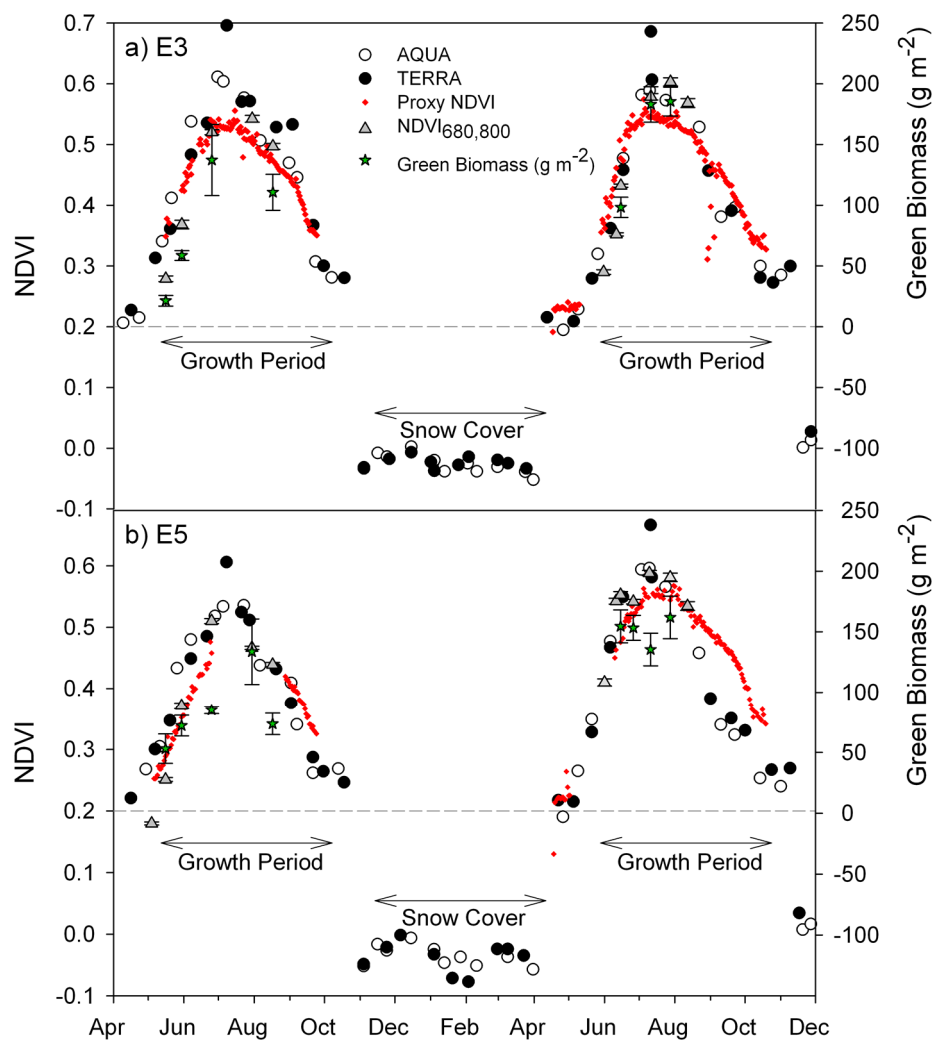 a) E3
AQUA
TERRA
Proxy NDVI
NDVI680,800
Green Biomass (g m-2)
0.7
0.6
0.5
0.4
0.3
0.2
0.1
0.0
-0.1
NDVI
250
200
150
100
50
0
-50
-100
250
Green Biomass (g m-2)
Growth Period
Growth Period
Snow Cover
b) E5
0.6
0.5
0.4
0.3
0.2
0.1
0.0
-0.1
NDVI
200
150
100
50
0
-50
-100
Green Biomass (g m-2)
Growth Period
Growth Period
Snow Cover
Apr Jun Aug Oct Dec Feb Apr Jun Aug Oct Dec